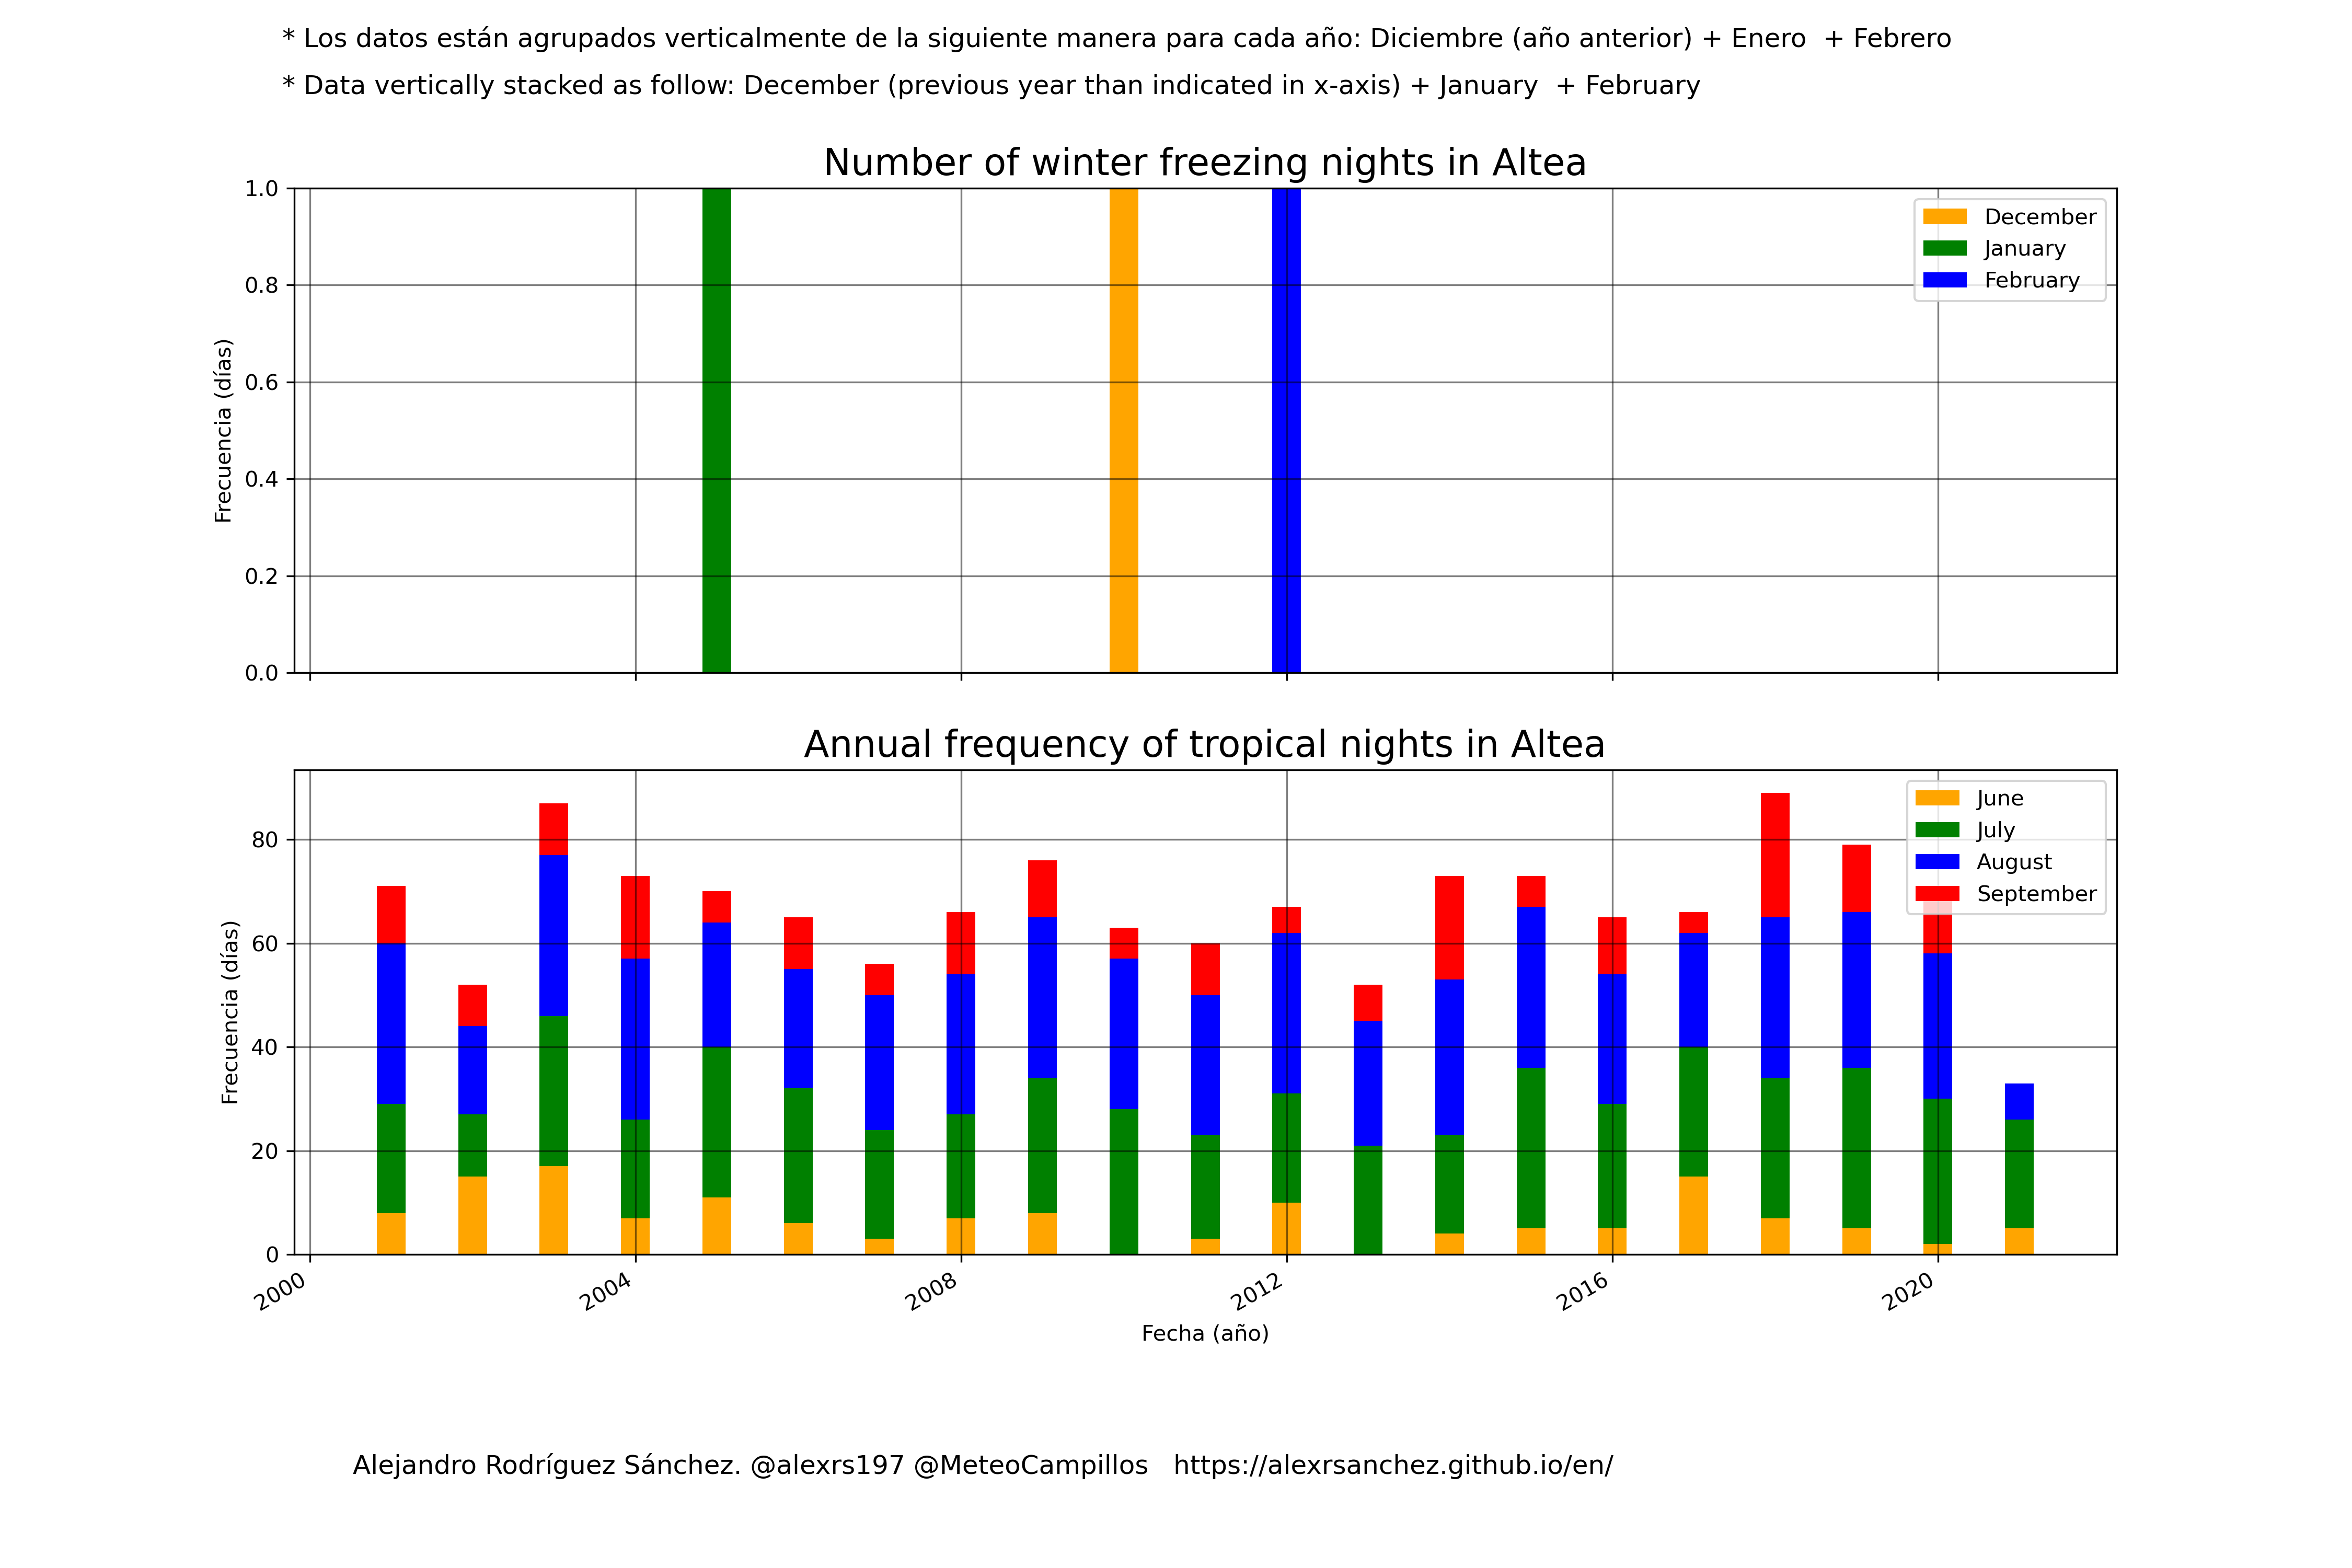 * Los datos están agrupados verticalmente de la siguiente manera para cada año: Diciembre (año anterior) + Enero  + Febrero
* Data vertically stacked as follow: December (previous year than indicated in x-axis) + January  + February
Number of winter freezing nights in Altea
1.0
0.8
0.6
0.4
0.2
0.0
Frecuencia (días)
December
January
February
Annual frequency of tropical nights in Altea
80
60
40
20
0
Frecuencia (días)
June
July
August
September
2000
2004
2008
2012
2016
2020
Fecha (año)
Alejandro Rodríguez Sánchez. @alexrs197 @MeteoCampillos   https://alexrsanchez.github.io/en/